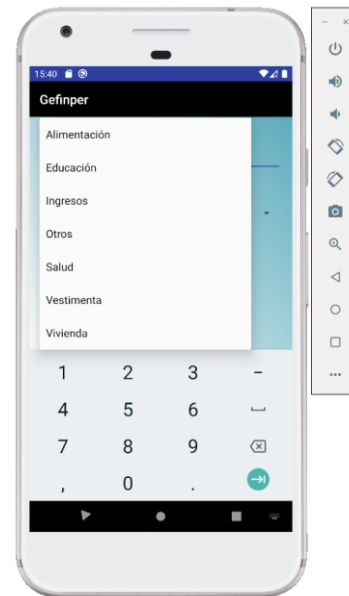 15:40
Gefinper
Alimentación
Educación
Ingresos
Otros
Salud
Vestimenta
Vivienda
1 2 3 -
4 5 6
7 8 9
, 0 .